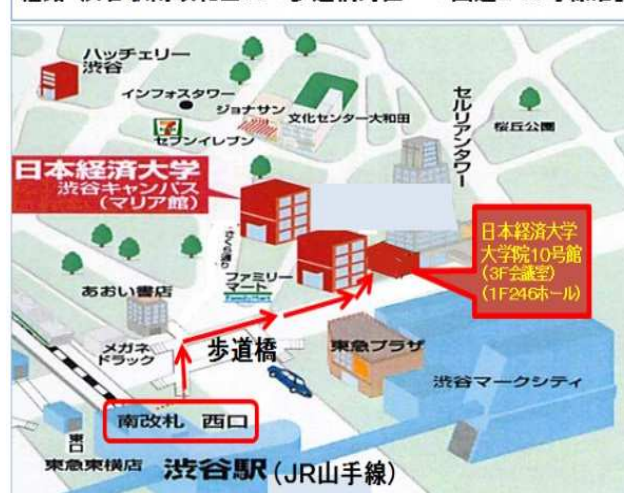 ハッチェリー
渋谷
インフォスタワー
ジョナサン
セブンイレブン
文化センター大和田
セルリアンタワー
桜丘公園
日本経済大学
渋谷キャンパス
(マリア館)
日本経済大学
大学院10号館
(3F会議室)
(1F246ホール)
さくら通り
ファミリー
マート
FamilyMart
あおい書店
メガネ
ドラック
歩道橋
東急プラザ
渋谷マークシティ
南改札 西口
東口
東急東横店
渋谷駅(JR山手線)